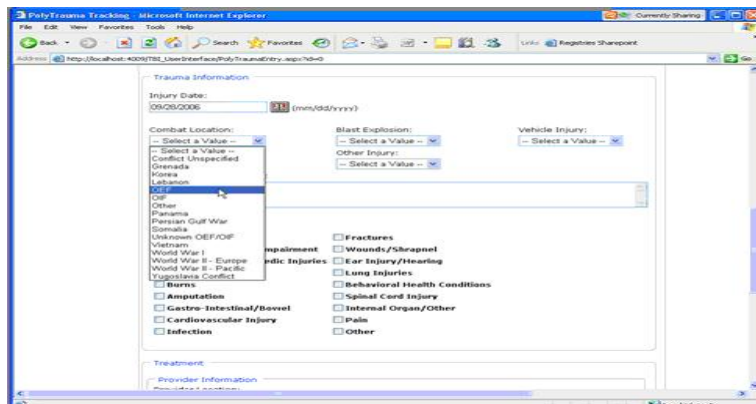 PolyTrauma Tracking - Microsoft Internet Explorer
Currently Sharing
File Edit View Favorites Tools Help
Back Search Favorites Links Registries Sharepoint
Address http://localhost:4009/TBI_UserInterface/PolyTraumaEntry.aspx?id=0 Go
Trauma Information
Injury Date:
09/28/2006 (mm/dd/yyyy)
Combat Location: Blast Explosion: Vehicle Injury:
-- Select a Value -- -- Select a Value -- -- Select a Value --
-- Select a Value -- Other Injury:
Conflict Unspecified
Grenada -- Select a Value --
Korea
Lebanon
OEF
OIF
Other
Panama
Persian Gulf War
Somalia
Unknown OEF/OIF Fractures
Vietnam
World War I mpairment Wounds/Shrapnel
World War II - Europe edic Injuries Ear Injury/Hearing
World War II - Pacific Lung Injuries
Yugoslavia Conflict
Burns Behavioral Health Conditions
Amputation Spinal Cord Injury
Gastro-Intestinal/Bowel Internal Organ/Other
Cardiovascular Injury Pain
Infection Other
Treatment
Provider Information